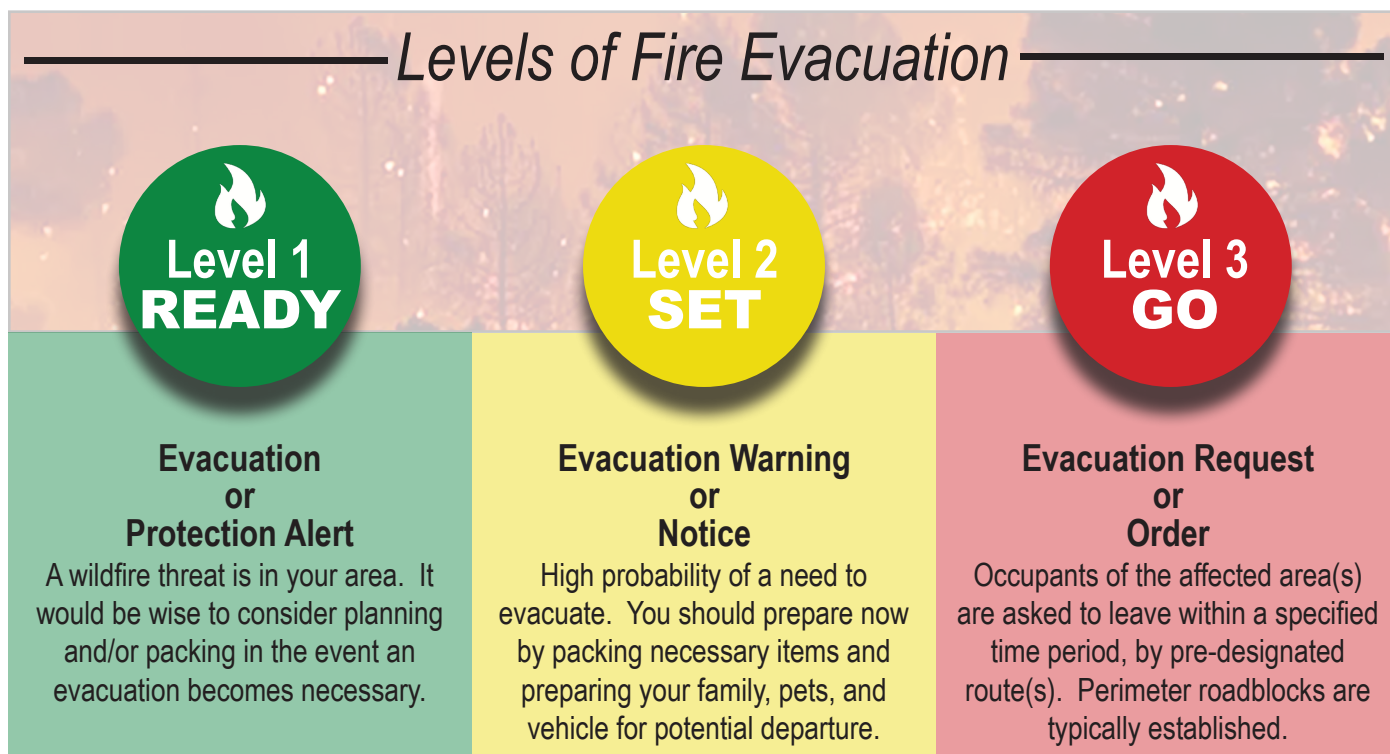 Levels of Fire Evacuation
Level 1
READY
Evacuation
or
Protection Alert
A wildfire threat is in your area.  It
would be wise to consider planning
and/or packing in the event an
evacuation becomes necessary.
Level 2
SET
Evacuation Warning
or
Notice
High probability of a need to
evacuate.  You should prepare now
by packing necessary items and
preparing your family, pets, and
vehicle for potential departure.
Level 3
GO
Evacuation Request
or
Order
Occupants of the affected area(s)
are asked to leave within a specified
time period, by pre-designated
route(s).  Perimeter roadblocks are
typically established.